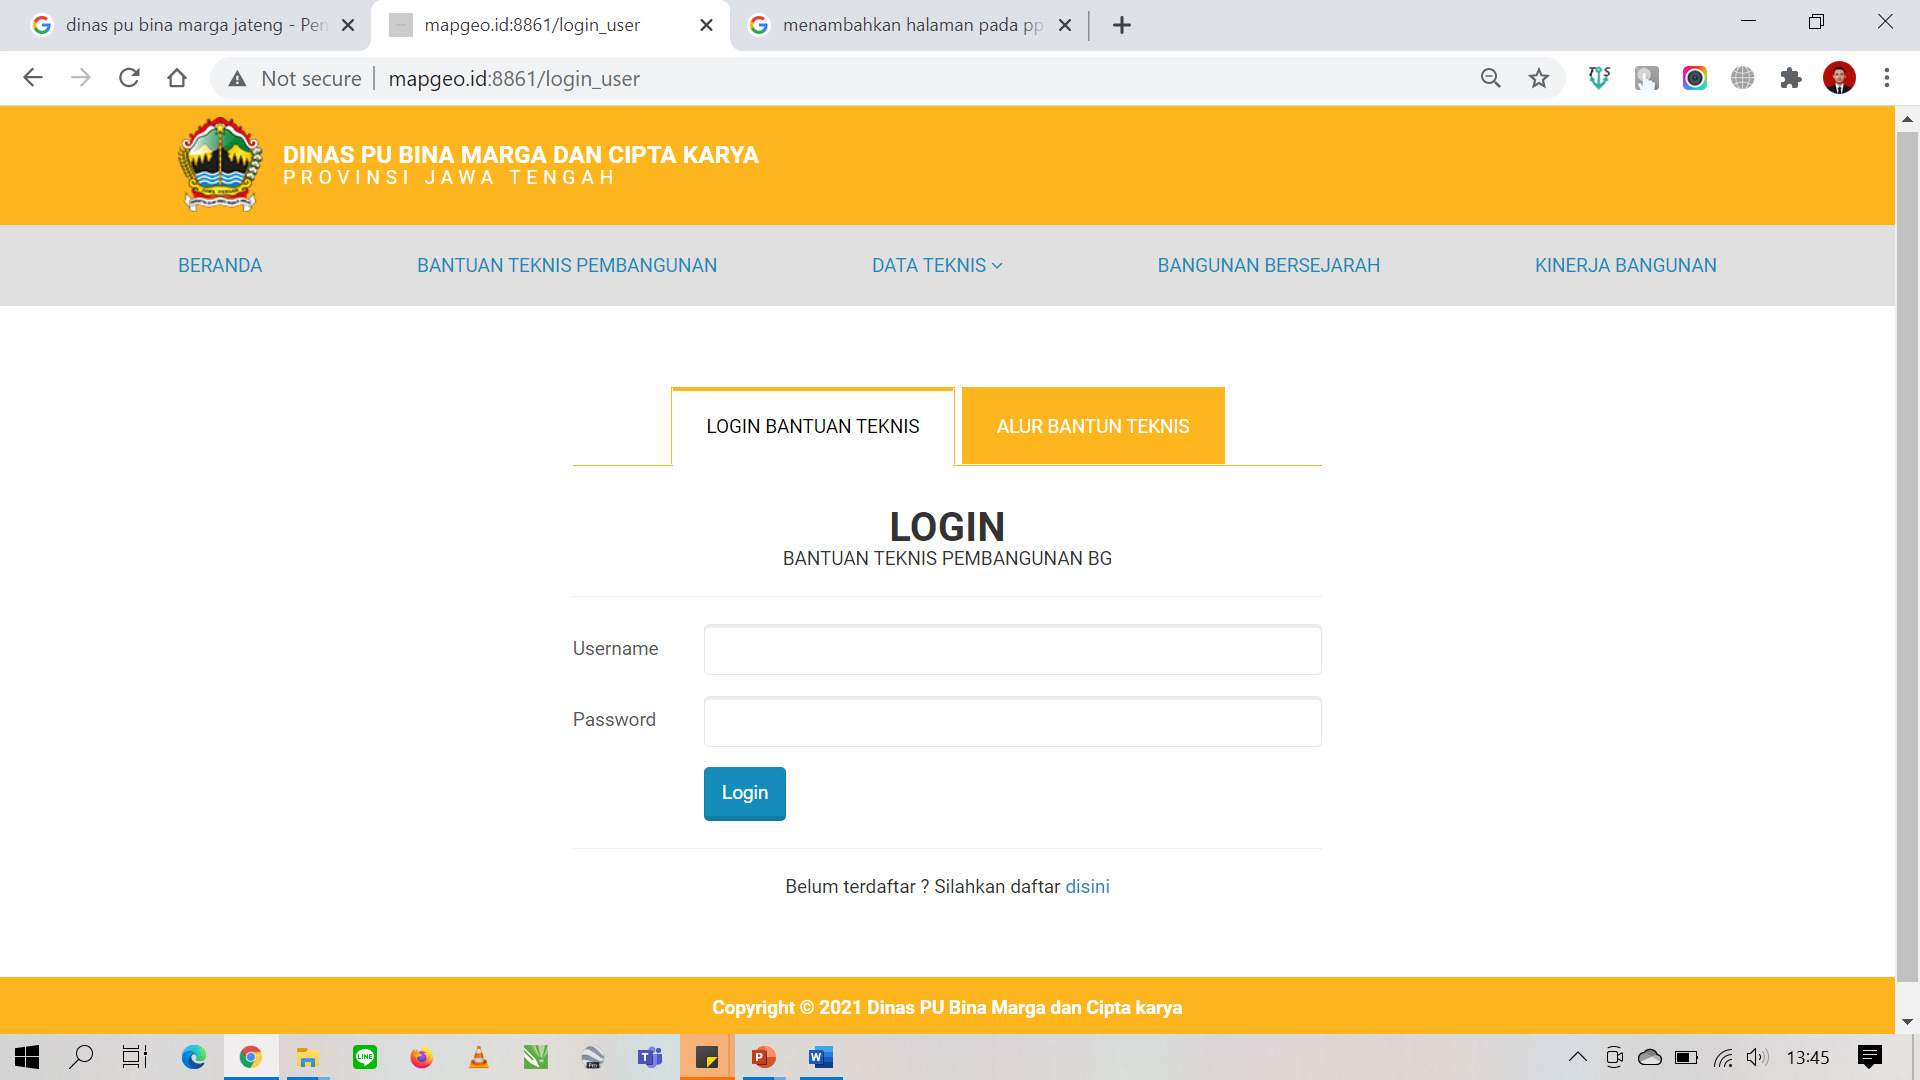 dinas pu bina marga jateng - Pen
mapgeo.id:8861/login_user
menambahkan halaman pada pp
Not secure
mapgeo.id:8861/login_user
DINAS PU BINA MARGA DAN CIPTA KARYA
PROVINSI JAWA TENGAH
BERANDA
BANTUAN TEKNIS PEMBANGUNAN
DATA TEKNIS
BANGUNAN BERSEJARAH
KINERJA BANGUNAN
LOGIN BANTUAN TEKNIS
ALUR BANTUN TEKNIS
LOGIN
BANTUAN TEKNIS PEMBANGUNAN BG
Username
Password
Login
Belum terdaftar ? Silahkan daftar disini
Copyright © 2021 Dinas PU Bina Marga dan Cipta karya
13:45